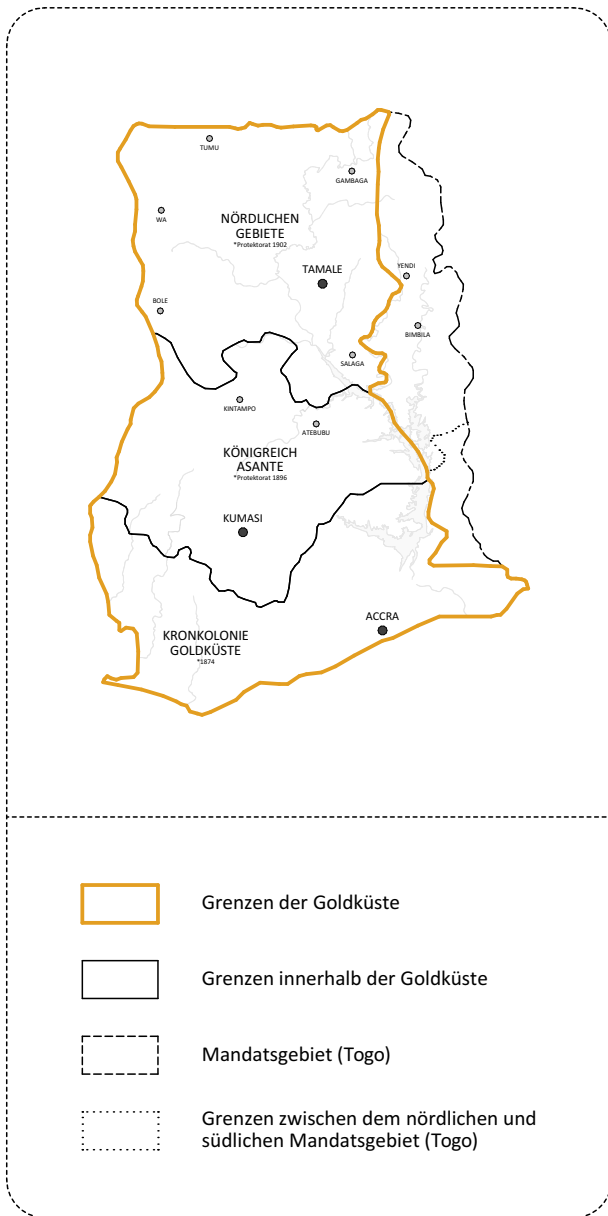 TUMU
GAMBAGA
WA
NÖRDLICHEN
GEBIETE
*Protektorat 1902
YENDI
TAMALE
BOLE
BIMBILA
SALAGA
KINTAMPO
ATEBUBU
KÖNIGREICH
ASANTE
*Protektorat 1896
KUMASI
ACCRA
KRONKOLONIE
GOLDKÜSTE
*1874
Grenzen der Goldküste
Grenzen innerhalb der Goldküste
Mandatsgebiet (Togo)
Grenzen zwischen dem nördlichen und
südlichen Mandatsgebiet (Togo)